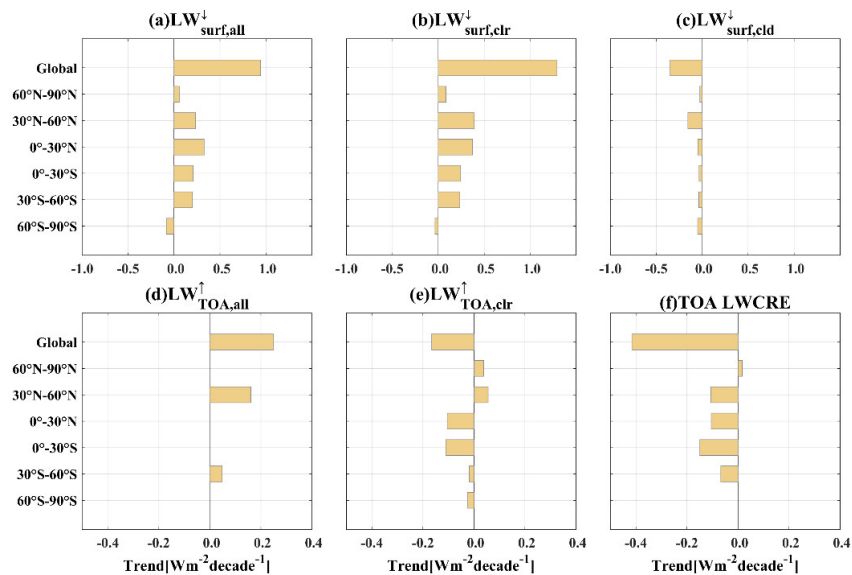 (a)LW↓surf,all
(b)LW↓surf,clr
(c)LW↓surf,cld
Global
60°N-90°N
30°N-60°N
0°-30°N
0°-30°S
30°S-60°S
60°S-90°S
-1.0 -0.5 0.0 0.5 1.0
-1.0 -0.5 0.0 0.5 1.0
-1.0 -0.5 0.0 0.5 1.0
(d)LW↑TOA,all
(e)LW↑TOA,clr
(f)TOA LWCRE
Global
60°N-90°N
30°N-60°N
0°-30°N
0°-30°S
30°S-60°S
60°S-90°S
-0.4 -0.2 0.0 0.2 0.4
-0.4 -0.2 0.0 0.2 0.4
-0.4 -0.2 0.0 0.2 0.4
Trend[Wm⁻²decade⁻¹]
Trend[Wm⁻²decade⁻¹]
Trend[Wm⁻²decade⁻¹]